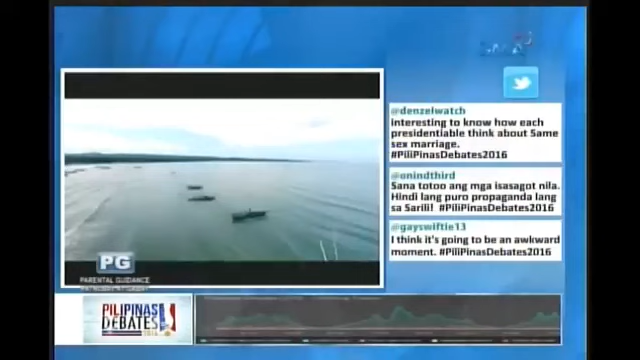 @denzelwatch
interesting to know how each
presidentiable think about Same
sex marriage.
#PiliPinasDebates2016
@onindthird
Sana totoo ang mga isasagot nila.
Hindi lang puro propaganda lang
sa Sarili! #PiliPinasDebates2016
@gayswiftie13
I think it's going to be an awkward
moment. #PiliPinasDebates2016
PG
PARENTAL GUIDANCE
PILIPINAS
DEBATES
2016